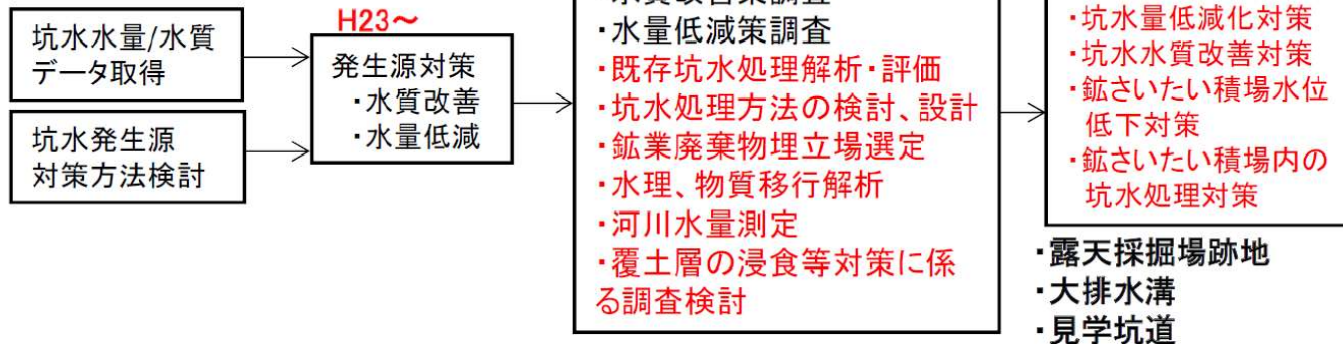 坑水水量/水質
データ取得
坑水発生源
対策方法検討
H23～
発生源対策
・水質改善
・水量低減
・水質改善策調査
・水量低減策調査
・既存坑水処理解析・評価
・坑水処理方法の検討、設計
・鉱業廃棄物埋立場選定
・水理、物質移行解析
・河川水量測定
・覆土層の浸食等対策に係
る調査検討
・坑水量低減化対策
・坑水水質改善対策
・鉱さいたい積場水位
低下対策
・鉱さいたい積場内の
坑水処理対策
・露天採掘場跡地
・大排水溝
・見学坑道